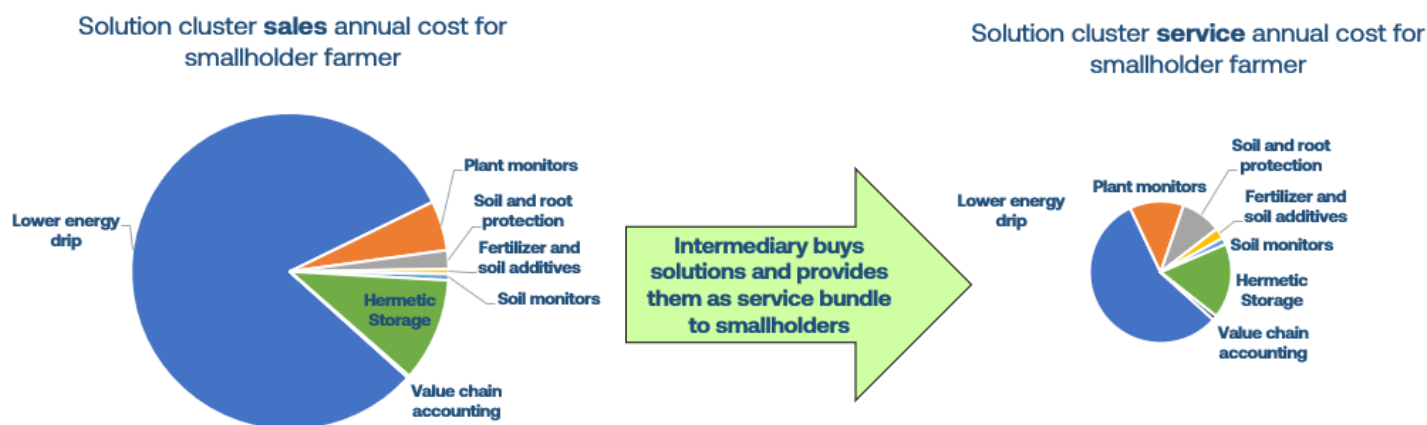 Solution cluster sales annual cost for
smallholder farmer
Plant monitors
Soil and root
protection
Lower energy
drip
Fertilizer and
soil additives
Soil monitors
Hermetic
Storage
Value chain
accounting
Intermediary buys
solutions and provides
them as service bundle
to smallholders
Solution cluster service annual cost for
smallholder farmer
Soil and root
protection
Plant monitors
Lower energy
drip
Fertilizer and
soil additives
Soil monitors
Hermetic
Storage
Value chain
accounting